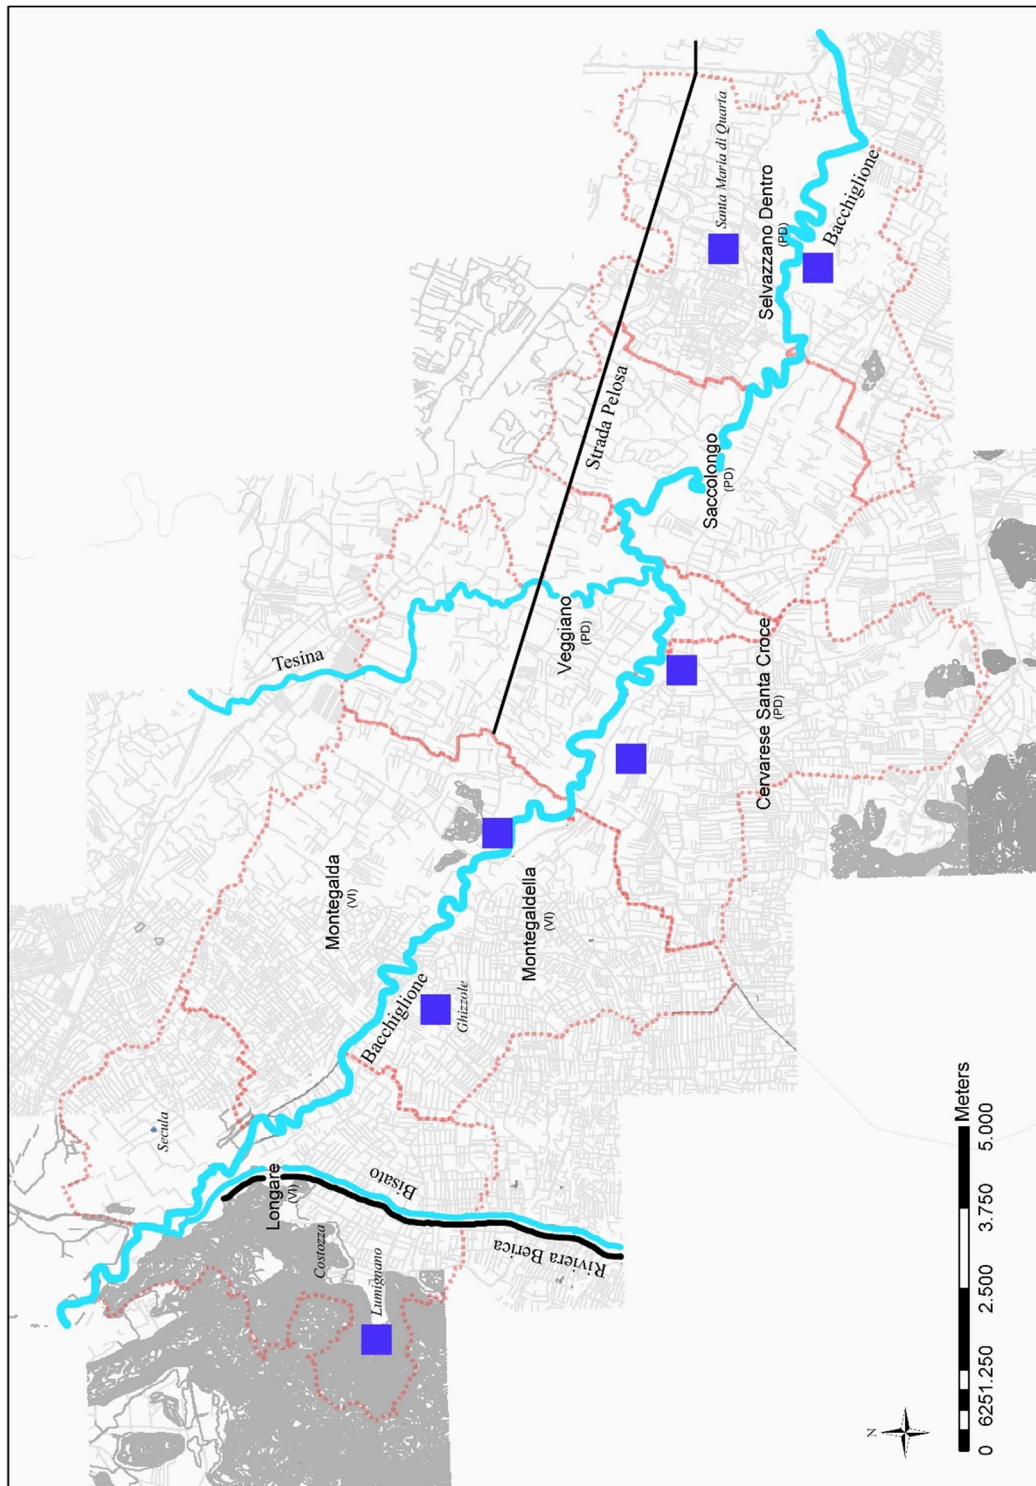 Tesina
Strada Pelosa
Santa Maria di Quarta
Selvazzano Dentro
(PD)
Bacchiglione
Saccolongo
(PD)
Veggiano
(PD)
Cervarese Santa Croce
(PD)
Montegalda
(VI)
Montegaldella
(VI)
Bacchiglione
Ghizzole
Secula
Longare
(VI)
Bisato
Riviera Berica
Costozza
Lumignano
N
0 6251.250 2.500 3.750 5.000
Meters